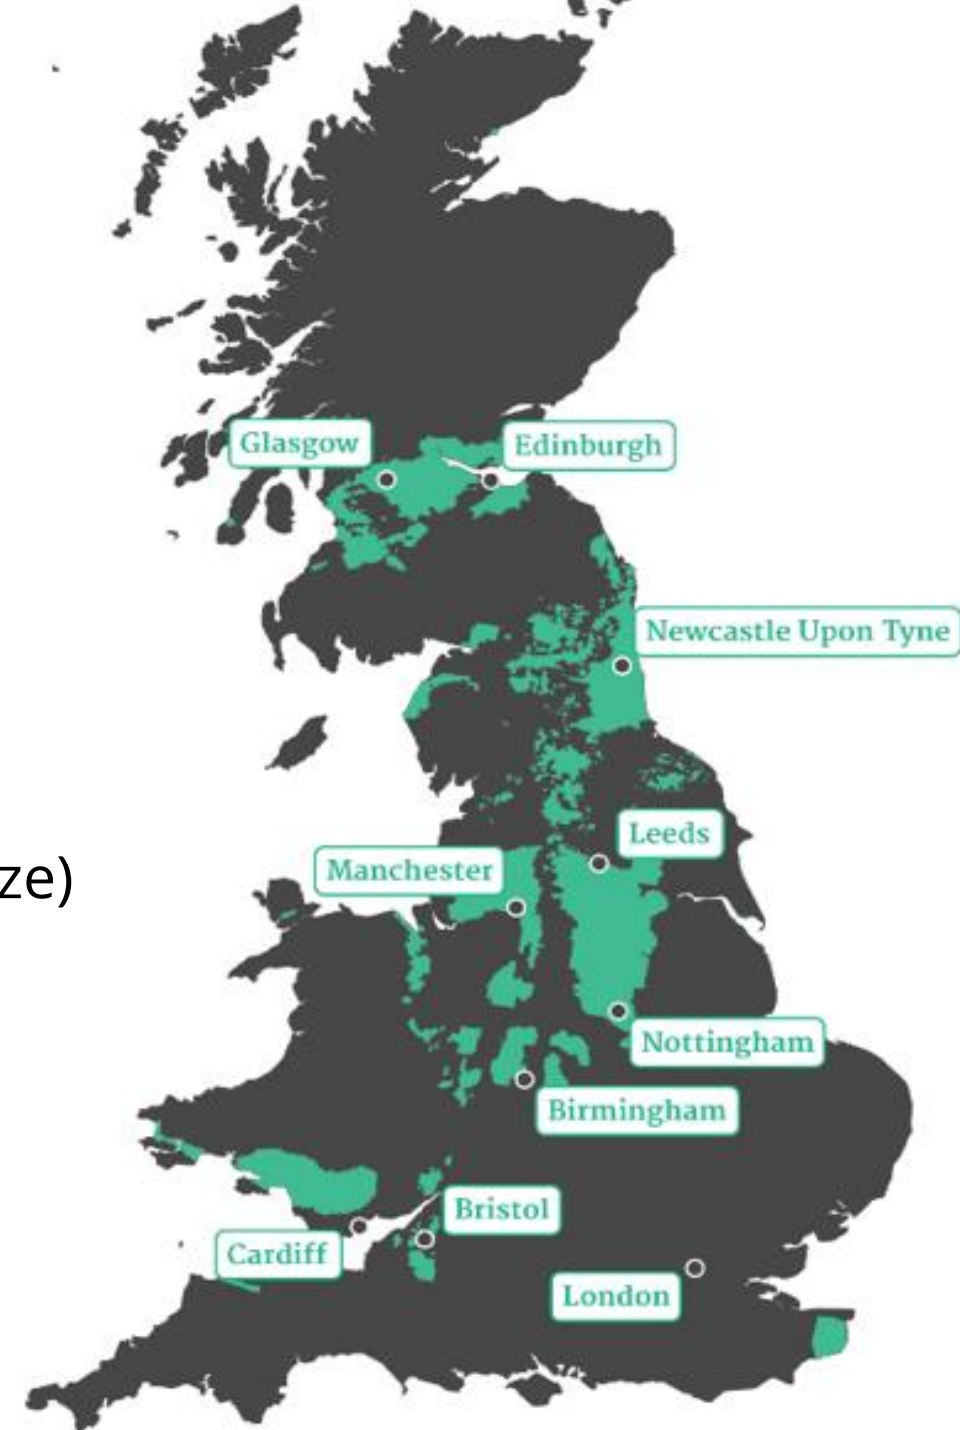 Glasgow
Edinburgh
Newcastle Upon Tyne
Leeds
ze)
Manchester
Nottingham
Birmingham
Bristol
Cardiff
London